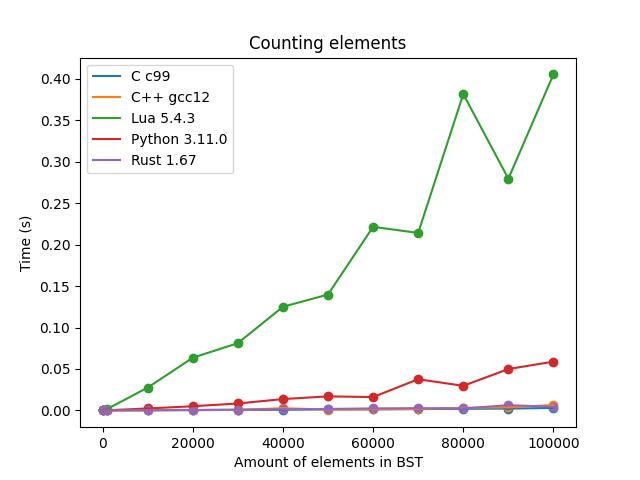 Counting elements
C c99
C++ gcc12
Lua 5.4.3
Python 3.11.0
Rust 1.67
0.40
0.35
0.30
0.25
0.20
0.15
0.10
0.05
0.00
Time (s)
0 20000 40000 60000 80000 100000
Amount of elements in BST